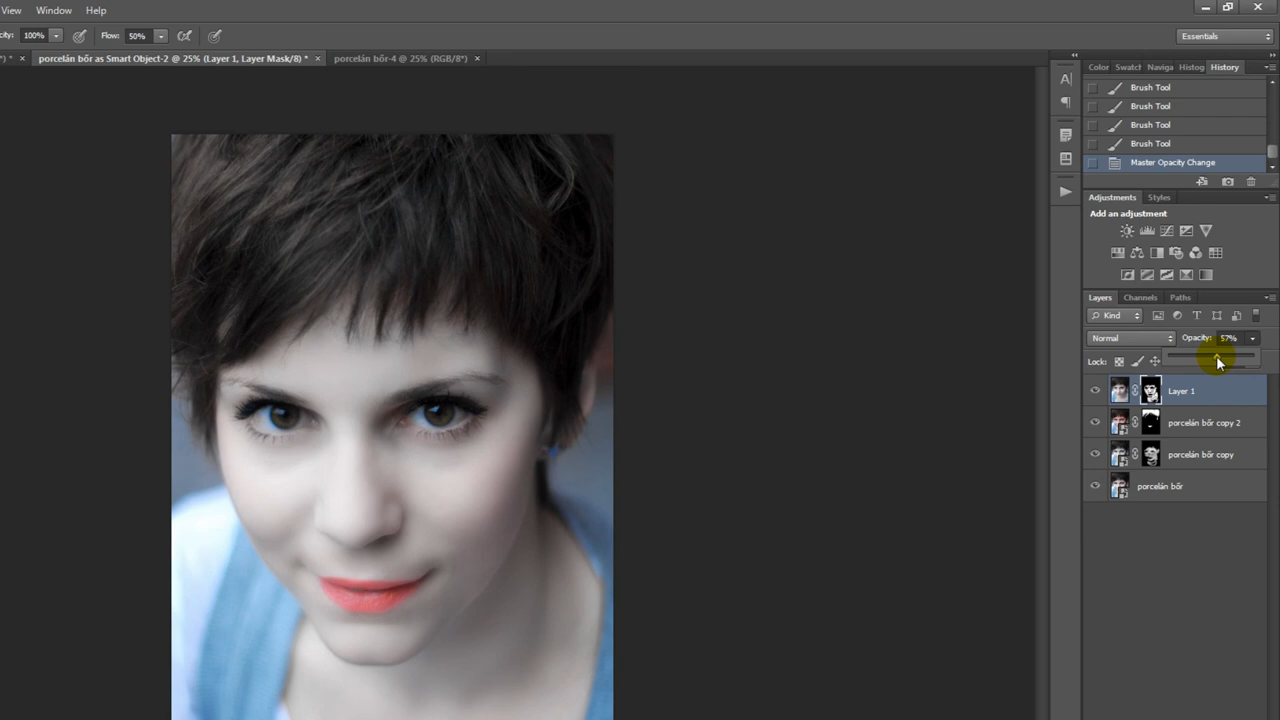 View Window Help
city: 100% Flow: 50% Essentials
) * × porcelán bőr as Smart Object-2 @ 25% (Layer 1, Layer Mask/8) * × porcelán bőr-4 @ 25% (RGB/8*) ×
Color Swatch Naviga Histog History
Brush Tool
Brush Tool
Brush Tool
Brush Tool
Master Opacity Change
Adjustments Styles
Add an adjustment
Layers Channels Paths
Kind
Normal Opacity: 57%
Lock:
Layer 1
porcelán bőr copy 2
porcelán bőr copy
porcelán bőr